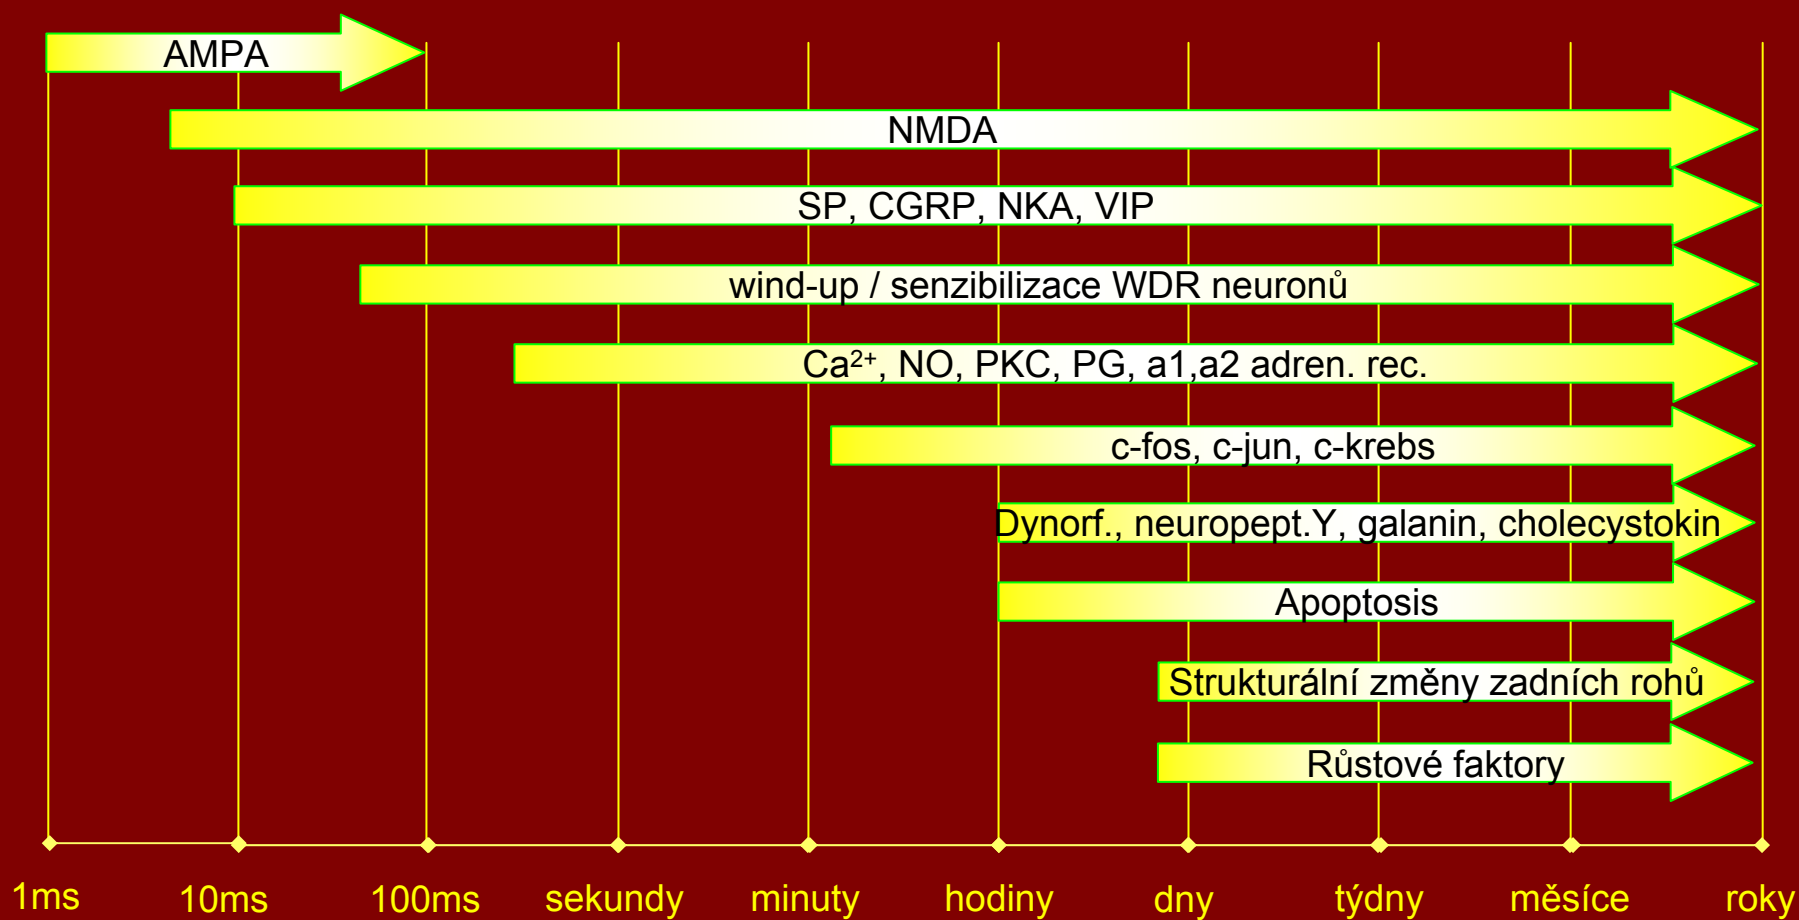 AMPA
NMDA
SP, CGRP, NKA, VIP
wind-up / senzibilizace WDR neuronů
Ca²⁺, NO, PKC, PG, a1,a2 adren. rec.
c-fos, c-jun, c-krebs
Dynorf., neuropept.Y, galanin, cholecystokin
Apoptosis
Strukturální změny zadních rohů
Růstové faktory
1ms 10ms 100ms sekundy minuty hodiny dny týdny měsíce roky